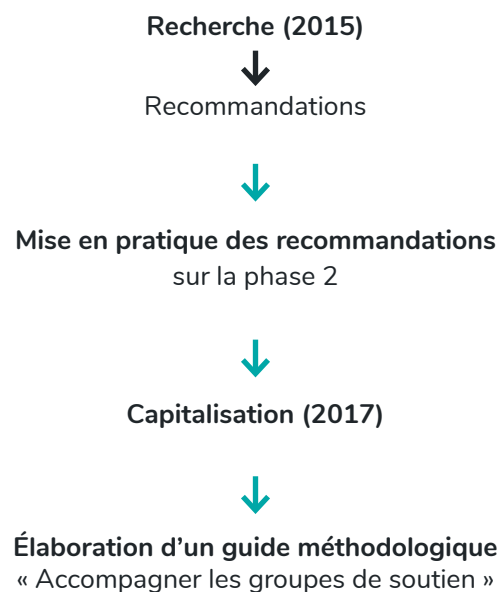 Recherche (2015)
Recommandations
Mise en pratique des recommandations
sur la phase 2
Capitalisation (2017)
Élaboration d’un guide méthodologique
« Accompagner les groupes de soutien »